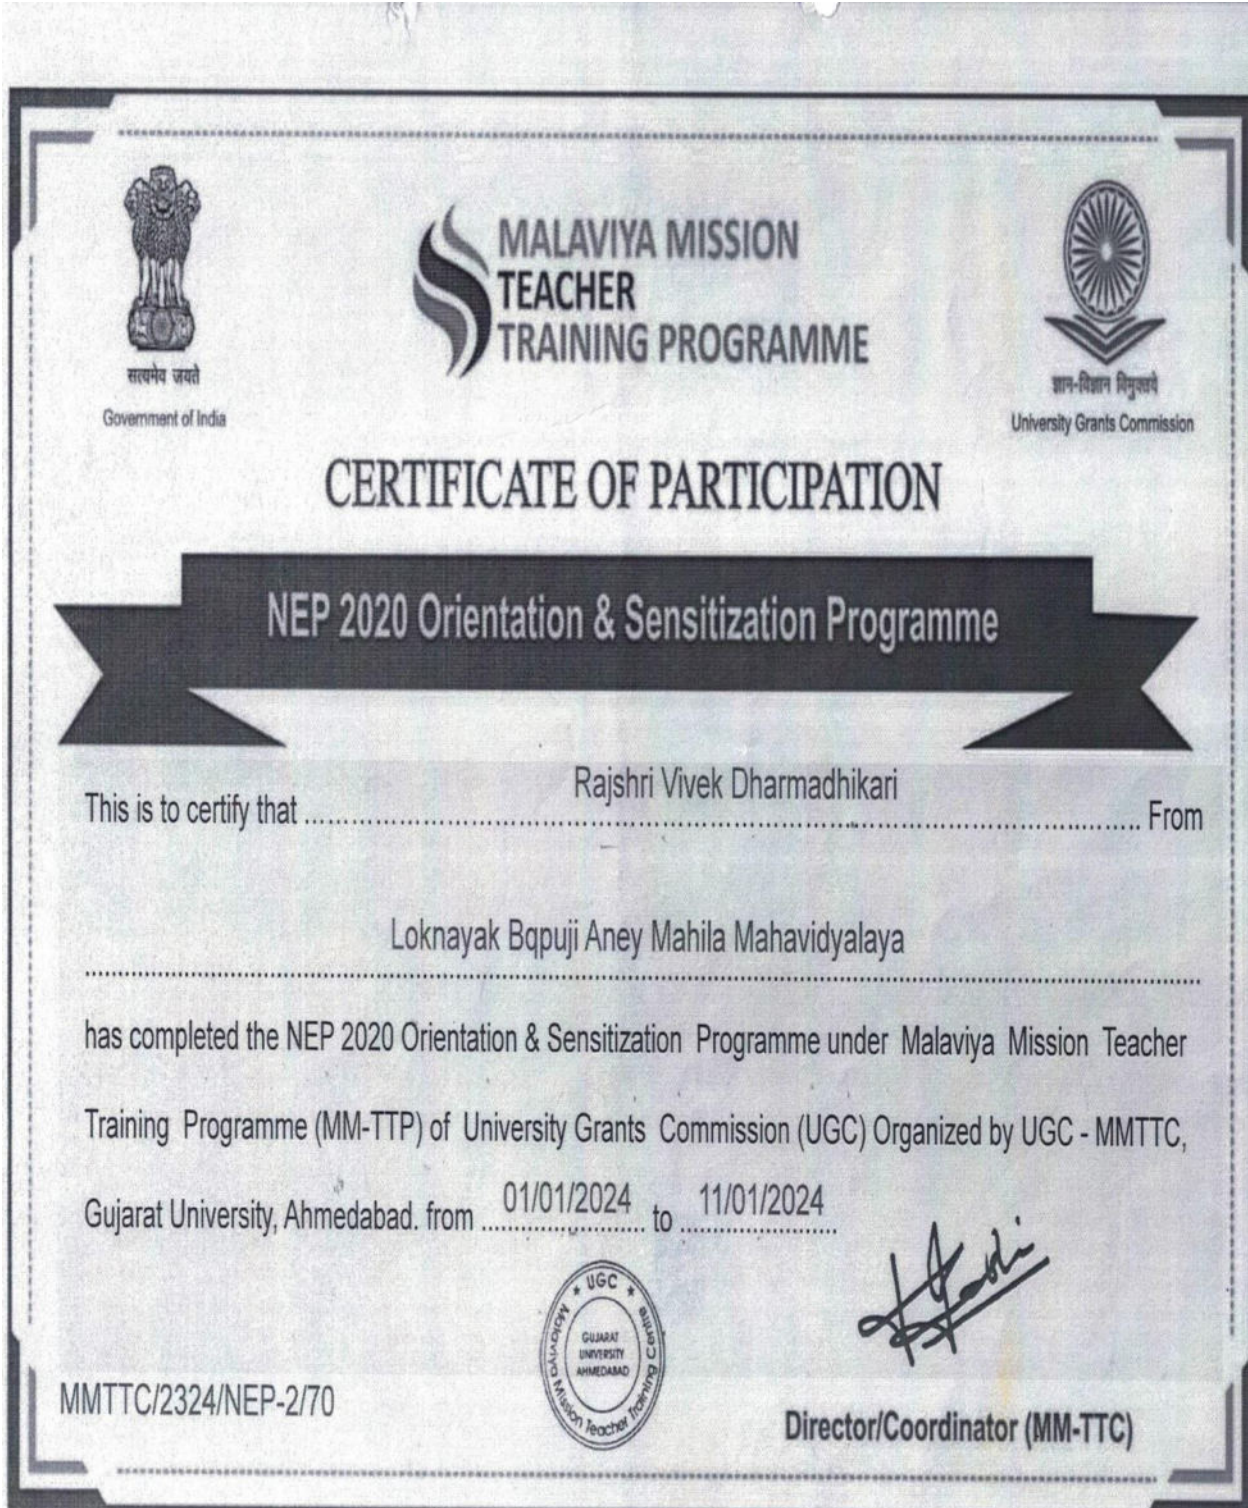 MALAVIYA MISSION
TEACHER
TRAINING PROGRAMME
सत्यमेव जयते
Government of India
ज्ञान-विज्ञान विमुक्तये
University Grants Commission
CERTIFICATE OF PARTICIPATION
NEP 2020 Orientation & Sensitization Programme
Rajshri Vivek Dharmadhikari
This is to certify that ........................................ From
Loknayak Bqpuji Aney Mahila Mahavidyalaya
has completed the NEP 2020 Orientation & Sensitization Programme under Malaviya Mission Teacher
Training Programme (MM-TTP) of University Grants Commission (UGC) Organized by UGC - MMTTC,
Gujarat University, Ahmedabad. from 01/01/2024 to 11/01/2024
* UGC *
Malaviya Mission Teacher Training Centre
GUJARAT
UNIVERSITY
AHMEDABAD
MMTTC/2324/NEP-2/70
Director/Coordinator (MM-TTC)